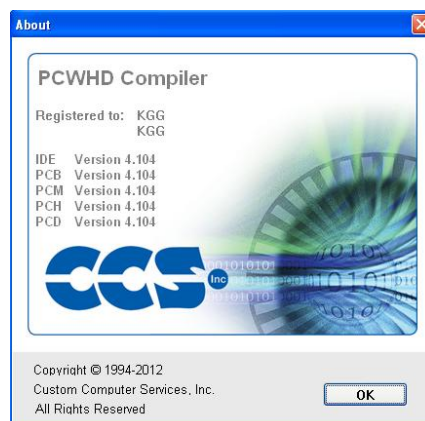 About
PCWHD Compiler
Registered to: KGG
KGG
IDE Version 4.104
PCB Version 4.104
PCM Version 4.104
PCH Version 4.104
PCD Version 4.104
CCS Inc
Copyright © 1994-2012
Custom Computer Services, Inc.
All Rights Reserved
OK